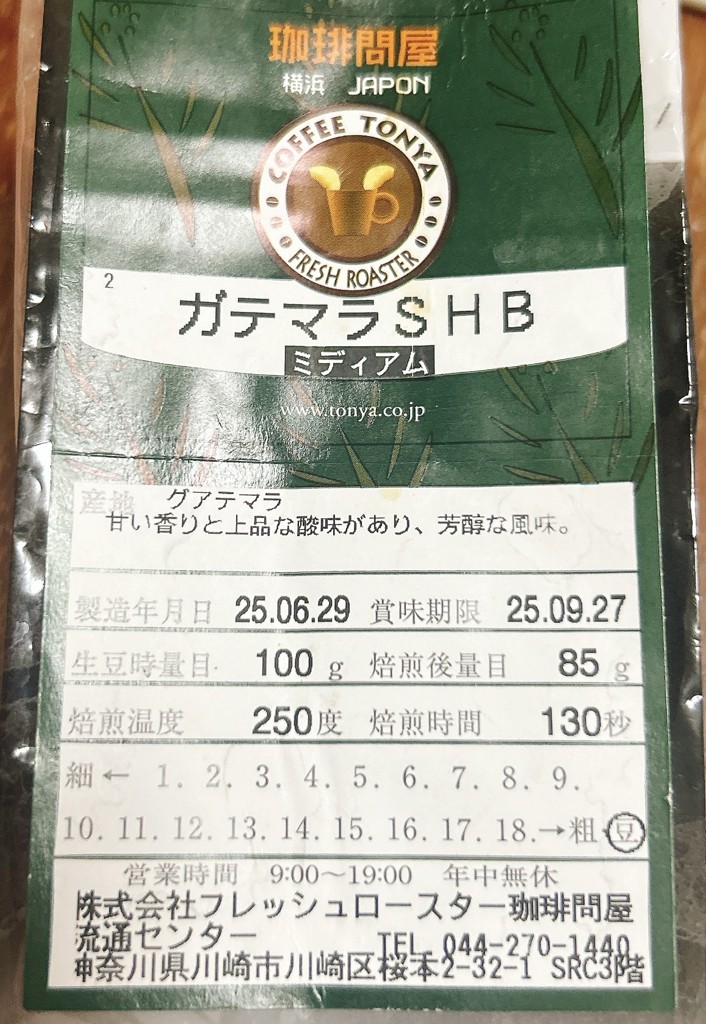 珈琲問屋
横浜 JAPON
COFFEE TONYA
FRESH ROASTER
2
ガテマラSHB
ミディアム
www.tonya.co.jp
産地 グアテマラ
甘い香りと上品な酸味があり、芳醇な風味。
製造年月日 25.06.29 賞味期限 25.09.27
生豆時量目 100 g 焙煎後量目 85 g
焙煎温度 250度 焙煎時間 130秒
細← 1. 2. 3. 4. 5. 6. 7. 8. 9.
10. 11. 12. 13. 14. 15. 16. 17. 18.→粗 豆
営業時間 9:00〜19:00 年中無休
株式会社フレッシュロースター珈琲問屋
流通センター TEL 044-270-1440
神奈川県川崎市川崎区桜本2-32-1 SRC3階